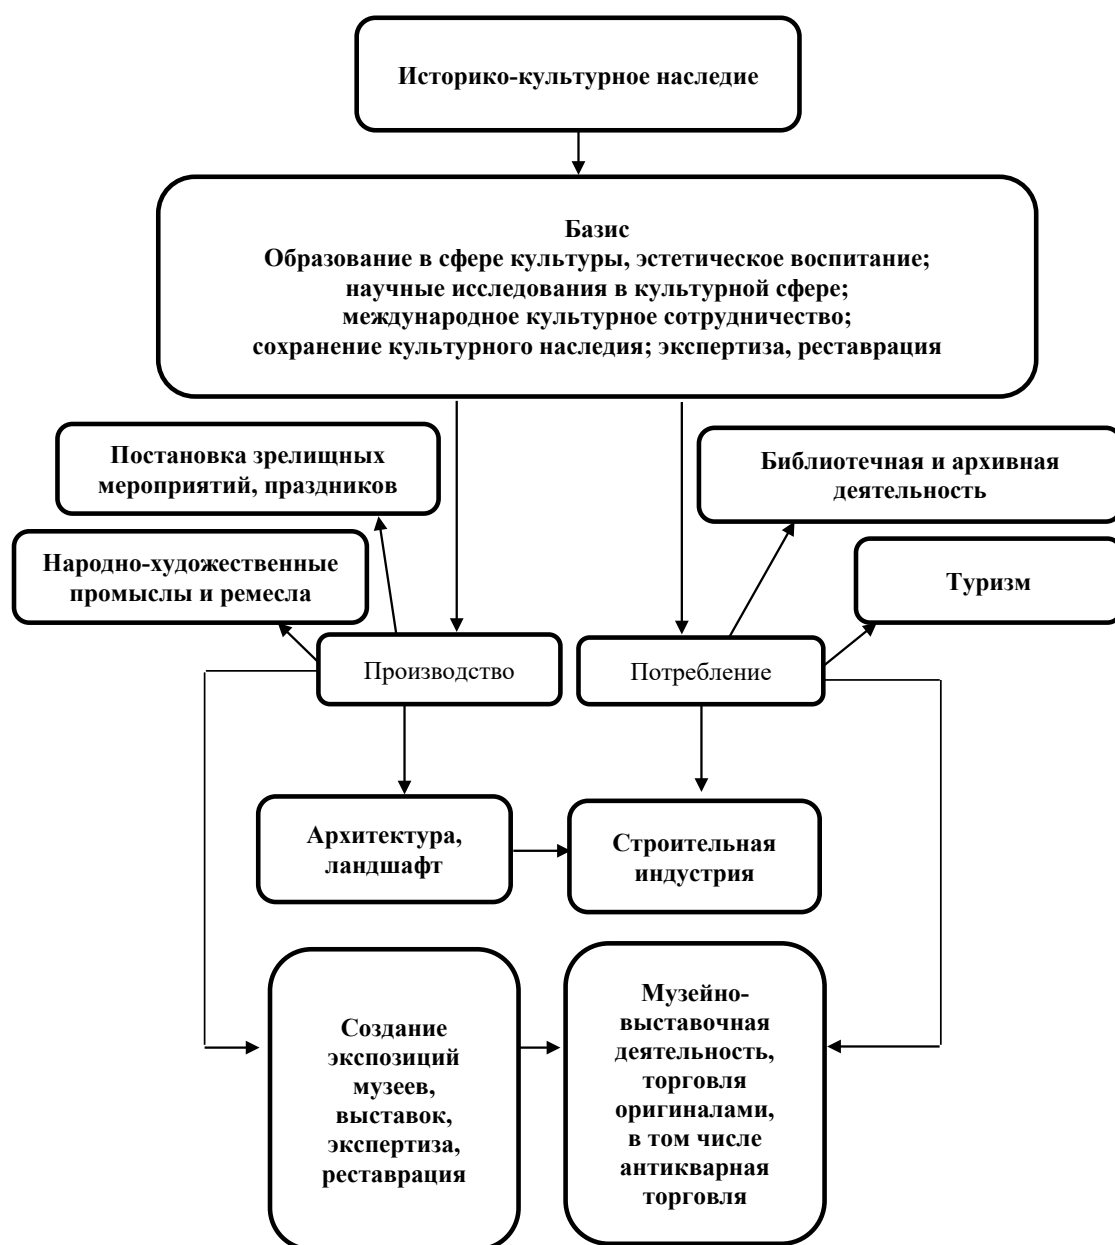 Историко-культурное наследие
Базис
Образование в сфере культуры, эстетическое воспитание;
научные исследования в культурной сфере;
международное культурное сотрудничество;
сохранение культурного наследия; экспертиза, реставрация
Постановка зрелищных
мероприятий, праздников
Библиотечная и архивная
деятельность
Народно-художественные
промыслы и ремесла
Туризм
Производство
Потребление
Архитектура,
ландшафт
Строительная
индустрия
Создание
экспозиций
музеев,
выставок,
экспертиза,
реставрация
Музейно-
выставочная
деятельность,
торговля
оригиналами,
в том числе
антикварная
торговля